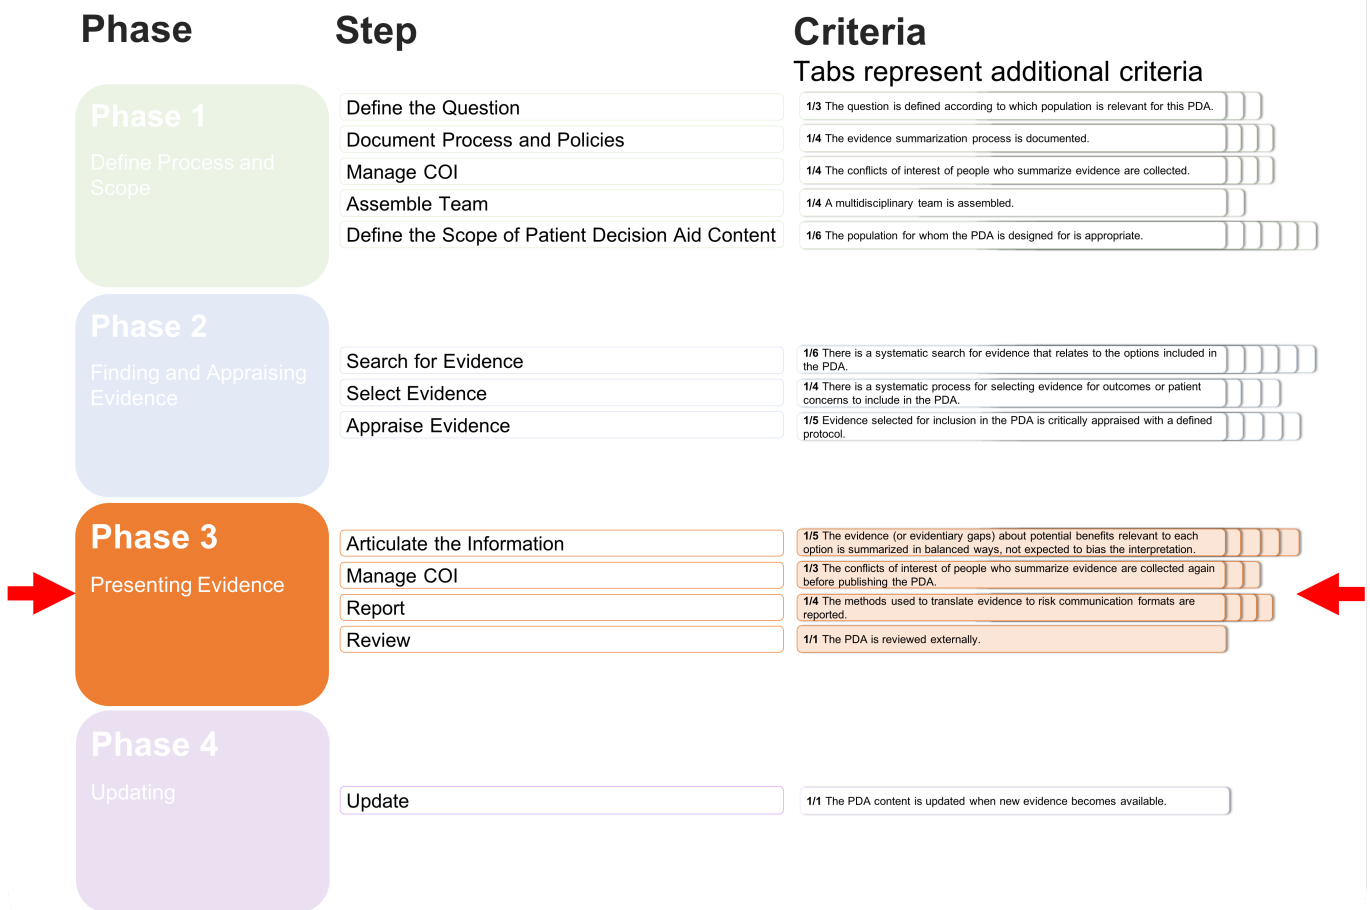 Phase
Step
Criteria
Tabs represent additional criteria
Phase 1
Define Process and
Scope
Define the Question
1/3 The question is defined according to which population is relevant for this PDA.
Document Process and Policies
1/4 The evidence summarization process is documented.
Manage COI
1/4 The conflicts of interest of people who summarize evidence are collected.
Assemble Team
1/4 A multidisciplinary team is assembled.
Define the Scope of Patient Decision Aid Content
1/6 The population for whom the PDA is designed for is appropriate.
Phase 2
Finding and Appraising
Evidence
Search for Evidence
1/6 There is a systematic search for evidence that relates to the options included in
the PDA.
Select Evidence
1/4 There is a systematic process for selecting evidence for outcomes or patient
concerns to include in the PDA.
Appraise Evidence
1/5 Evidence selected for inclusion in the PDA is critically appraised with a defined
protocol.
Phase 3
Presenting Evidence
Articulate the Information
1/5 The evidence (or evidentiary gaps) about potential benefits relevant to each
option is summarized in balanced ways, not expected to bias the interpretation.
Manage COI
1/3 The conflicts of interest of people who summarize evidence are collected again
before publishing the PDA.
Report
1/4 The methods used to translate evidence to risk communication formats are
reported.
Review
1/1 The PDA is reviewed externally.
Phase 4
Updating
Update
1/1 The PDA content is updated when new evidence becomes available.